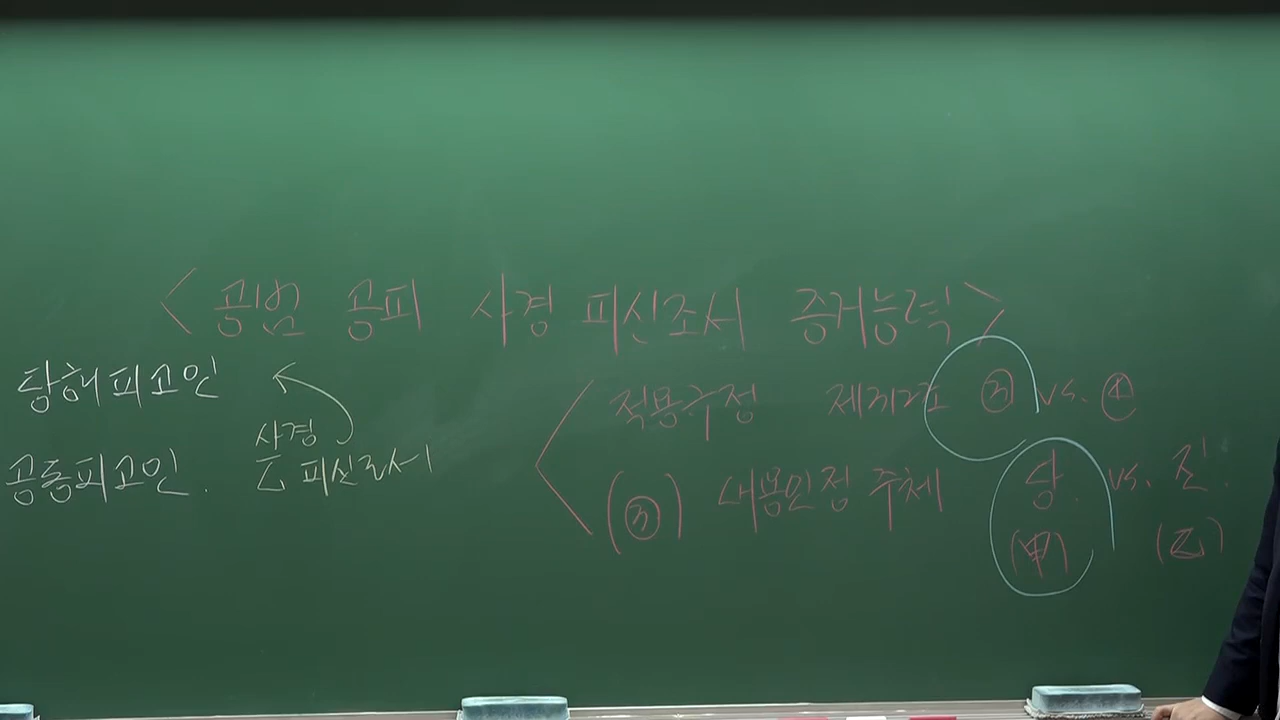 <공범 공피 사경 피신조서 증거능력>
당해피고인
공동피고인.
사경
乙 피신조서
적용규정 제312조 ③ vs. ④
(③) 내용인정 주체 당. vs. 진.
(甲) (乙)